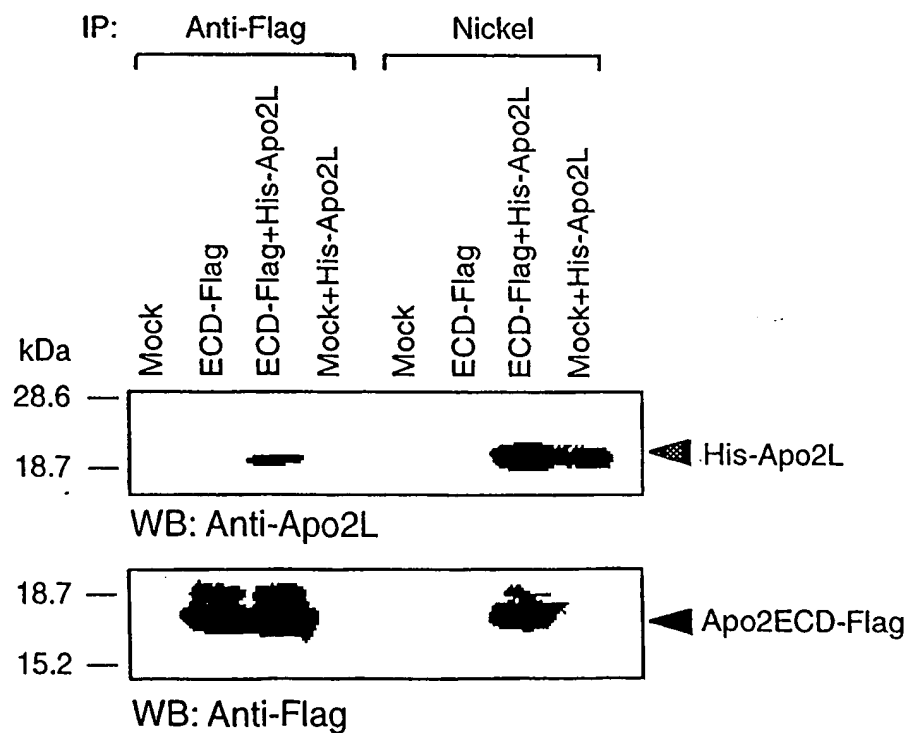 IP: Anti-Flag Nickel
Mock
ECD-Flag
ECD-Flag+His-Apo2L
Mock+His-Apo2L
Mock
ECD-Flag
ECD-Flag+His-Apo2L
Mock+His-Apo2L
kDa
28.6
18.7
His-Apo2L
WB: Anti-Apo2L
18.7
Apo2ECD-Flag
15.2
WB: Anti-Flag